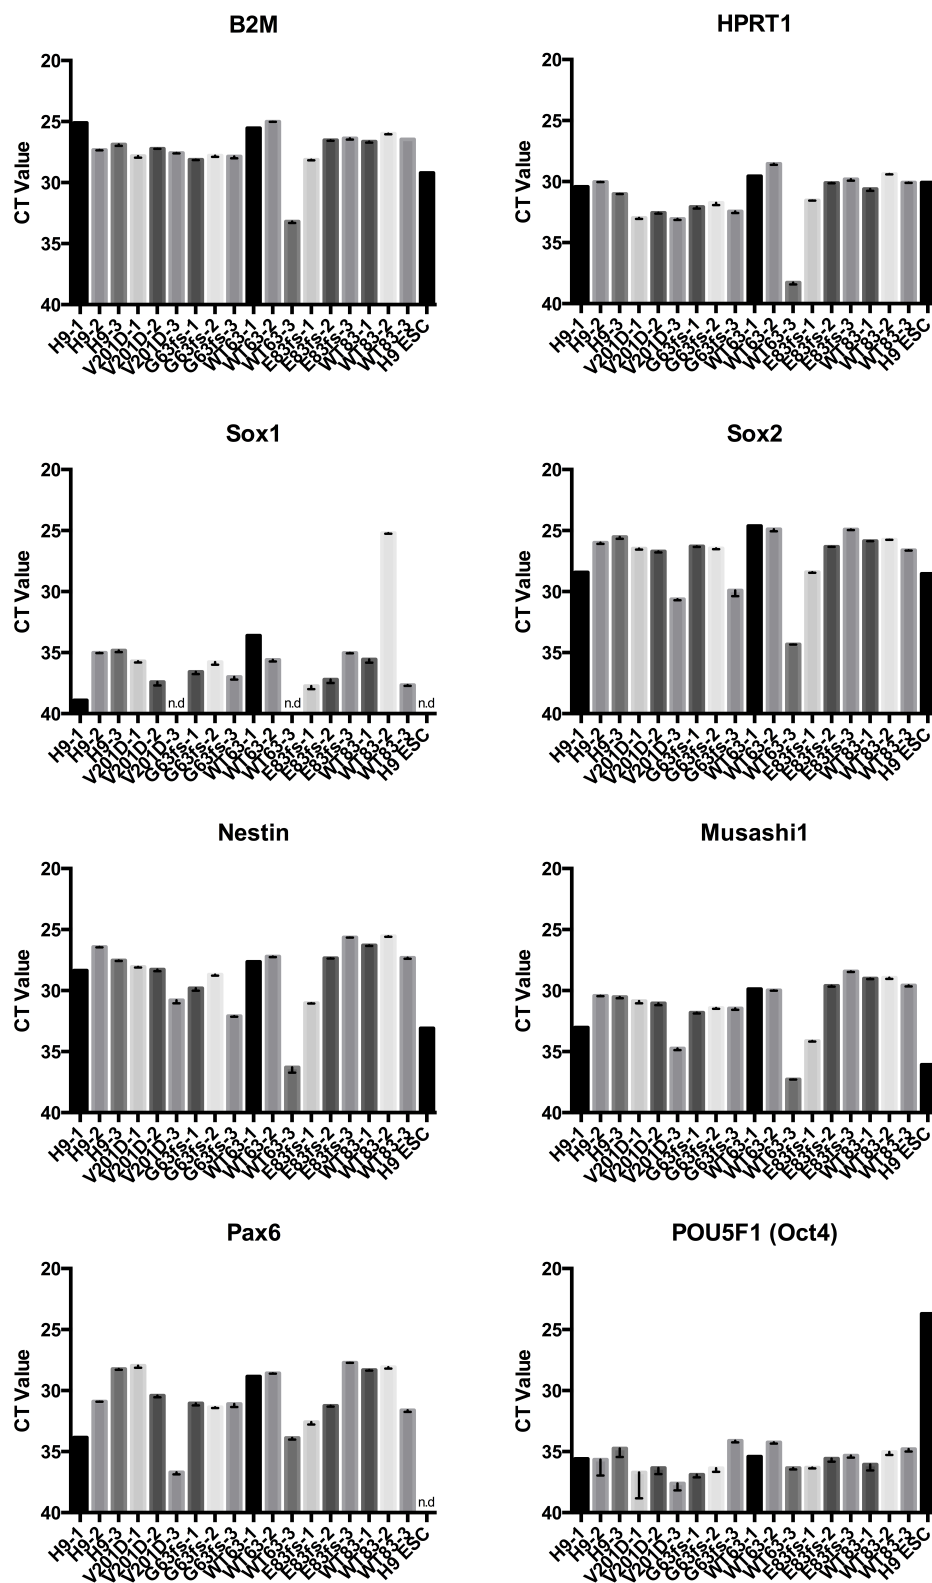 B2M
20
25
30
35
40
CT Value
H9-1 H9-2 H9-3 V201D-1 V201D-2 V201D-3 G63fs-1 G63fs-2 G63fs-3 WT63-1 WT63-2 WT63-3 E83fs-1 E83fs-2 E83fs-3 WT83-1 WT83-2 WT83-3 H9 ESC
HPRT1
20
25
30
35
40
CT Value
H9-1 H9-2 H9-3 V201D-1 V201D-2 V201D-3 G63fs-1 G63fs-2 G63fs-3 WT63-1 WT63-2 WT63-3 E83fs-1 E83fs-2 E83fs-3 WT83-1 WT83-2 WT83-3 H9 ESC
Sox1
20
25
30
35
40
CT Value
n.d n.d n.d
H9-1 H9-2 H9-3 V201D-1 V201D-2 V201D-3 G63fs-1 G63fs-2 G63fs-3 WT63-1 WT63-2 WT63-3 E83fs-1 E83fs-2 E83fs-3 WT83-1 WT83-2 WT83-3 H9 ESC
Sox2
20
25
30
35
40
CT Value
H9-1 H9-2 H9-3 V201D-1 V201D-2 V201D-3 G63fs-1 G63fs-2 G63fs-3 WT63-1 WT63-2 WT63-3 E83fs-1 E83fs-2 E83fs-3 WT83-1 WT83-2 WT83-3 H9 ESC
Nestin
20
25
30
35
40
CT Value
H9-1 H9-2 H9-3 V201D-1 V201D-2 V201D-3 G63fs-1 G63fs-2 G63fs-3 WT63-1 WT63-2 WT63-3 E83fs-1 E83fs-2 E83fs-3 WT83-1 WT83-2 WT83-3 H9 ESC
Musashi1
20
25
30
35
40
CT Value
H9-1 H9-2 H9-3 V201D-1 V201D-2 V201D-3 G63fs-1 G63fs-2 G63fs-3 WT63-1 WT63-2 WT63-3 E83fs-1 E83fs-2 E83fs-3 WT83-1 WT83-2 WT83-3 H9 ESC
Pax6
20
25
30
35
40
CT Value
n.d
H9-1 H9-2 H9-3 V201D-1 V201D-2 V201D-3 G63fs-1 G63fs-2 G63fs-3 WT63-1 WT63-2 WT63-3 E83fs-1 E83fs-2 E83fs-3 WT83-1 WT83-2 WT83-3 H9 ESC
POU5F1 (Oct4)
20
25
30
35
40
CT Value
H9-1 H9-2 H9-3 V201D-1 V201D-2 V201D-3 G63fs-1 G63fs-2 G63fs-3 WT63-1 WT63-2 WT63-3 E83fs-1 E83fs-2 E83fs-3 WT83-1 WT83-2 WT83-3 H9 ESC